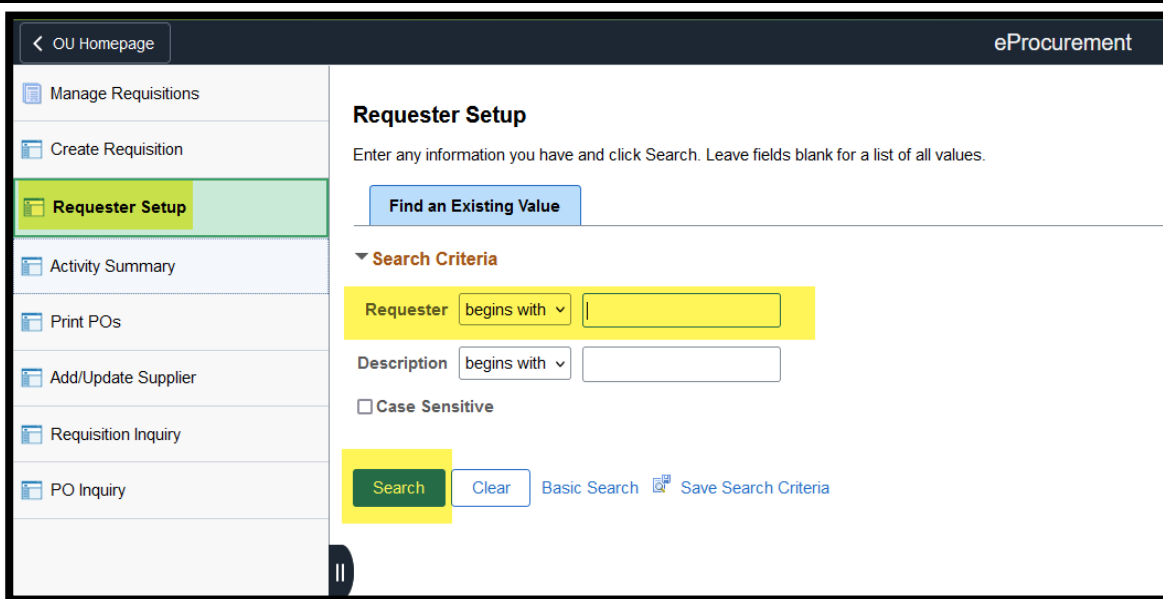 OU Homepage
eProcurement
Manage Requisitions
Create Requisition
Requester Setup
Activity Summary
Print POs
Add/Update Supplier
Requisition Inquiry
PO Inquiry
Requester Setup
Enter any information you have and click Search. Leave fields blank for a list of all values.
Find an Existing Value
Search Criteria
Requester begins with
Description begins with
Case Sensitive
Search Clear Basic Search Save Search Criteria